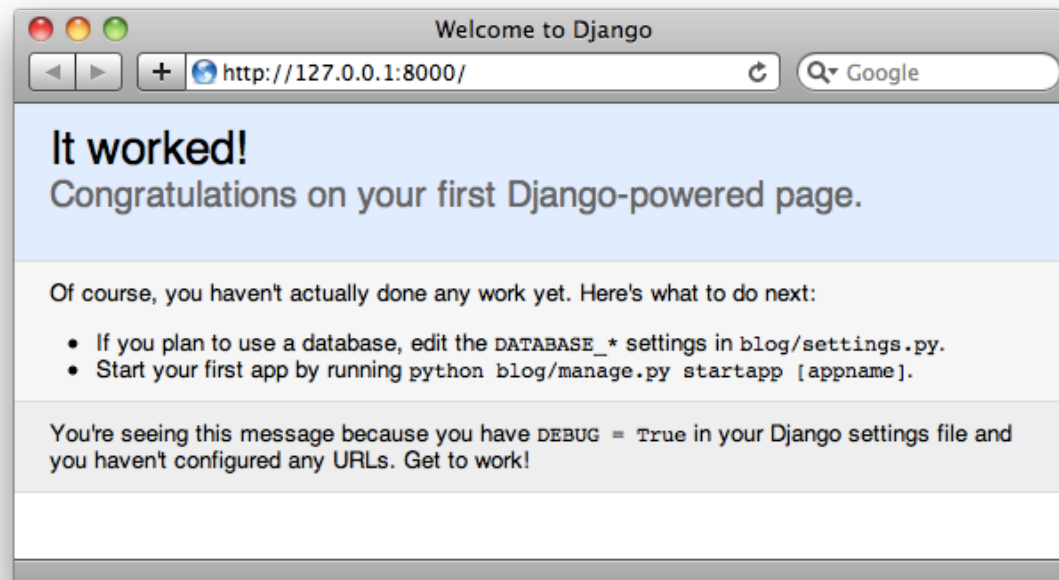 Welcome to Django
http://127.0.0.1:8000/
Google
It worked!
Congratulations on your first Django-powered page.
Of course, you haven't actually done any work yet. Here's what to do next:
If you plan to use a database, edit the DATABASE_* settings in blog/settings.py.
Start your first app by running python blog/manage.py startapp [appname].
You're seeing this message because you have DEBUG = True in your Django settings file and
you haven't configured any URLs. Get to work!